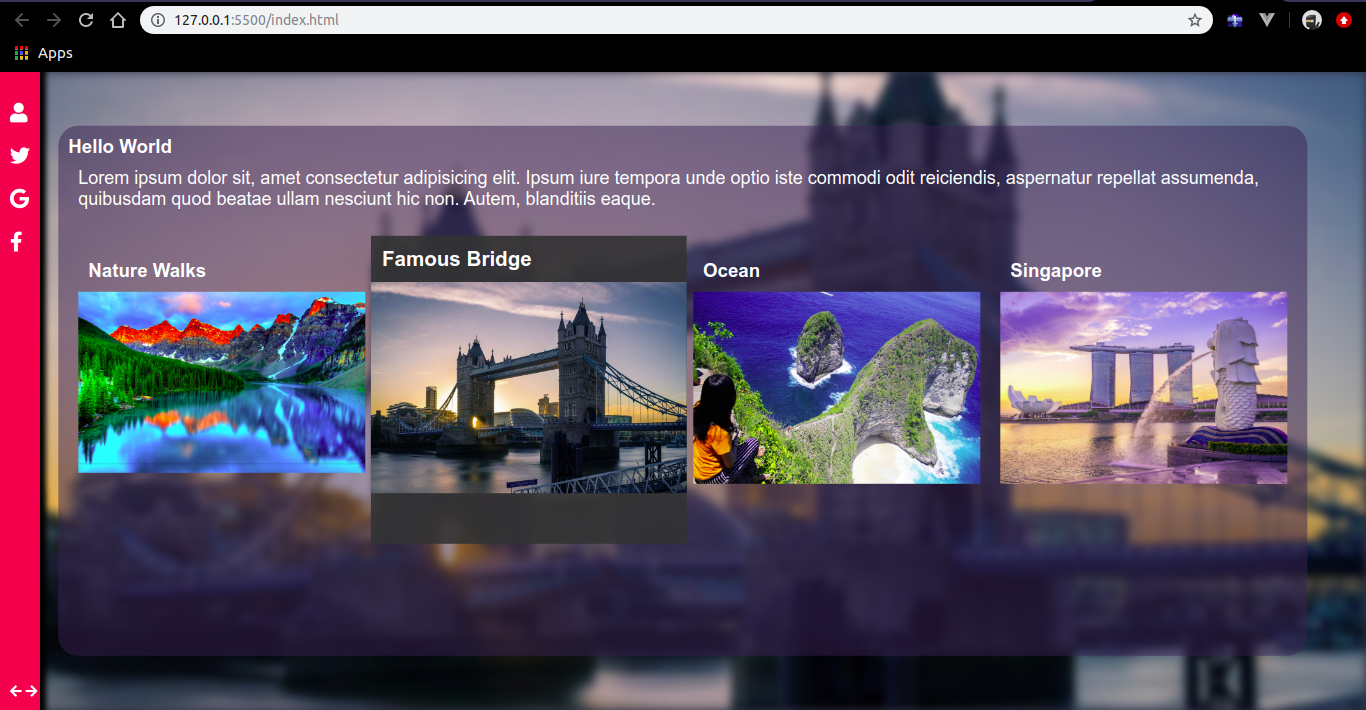 127.0.0.1:5500/index.html
Apps
Hello World
Lorem ipsum dolor sit, amet consectetur adipisicing elit. Ipsum iure tempora unde optio iste commodi odit reiciendis, aspernatur repellat assumenda,
quibusdam quod beatae ullam nesciunt hic non. Autem, blanditiis eaque.
Nature Walks
Famous Bridge
Ocean
Singapore